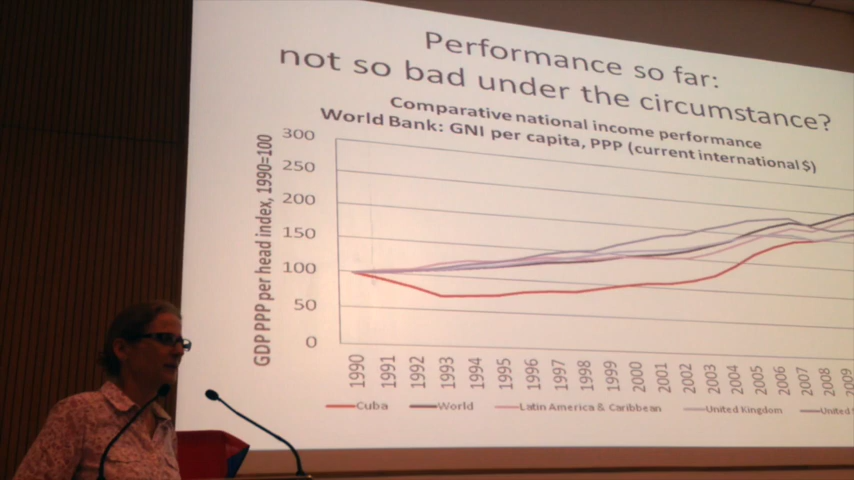 Performance so far:
not so bad under the circumstance?
Comparative national income performance
World Bank: GNI per capita, PPP (current international $)
GDP PPP per head index, 1990=100
300
250
200
150
100
50
0
1990 1991 1992 1993 1994 1995 1996 1997 1998 1999 2000 2001 2002 2003 2004 2005 2006 2007 2008 2009
Cuba World Latin America & Caribbean United Kingdom United